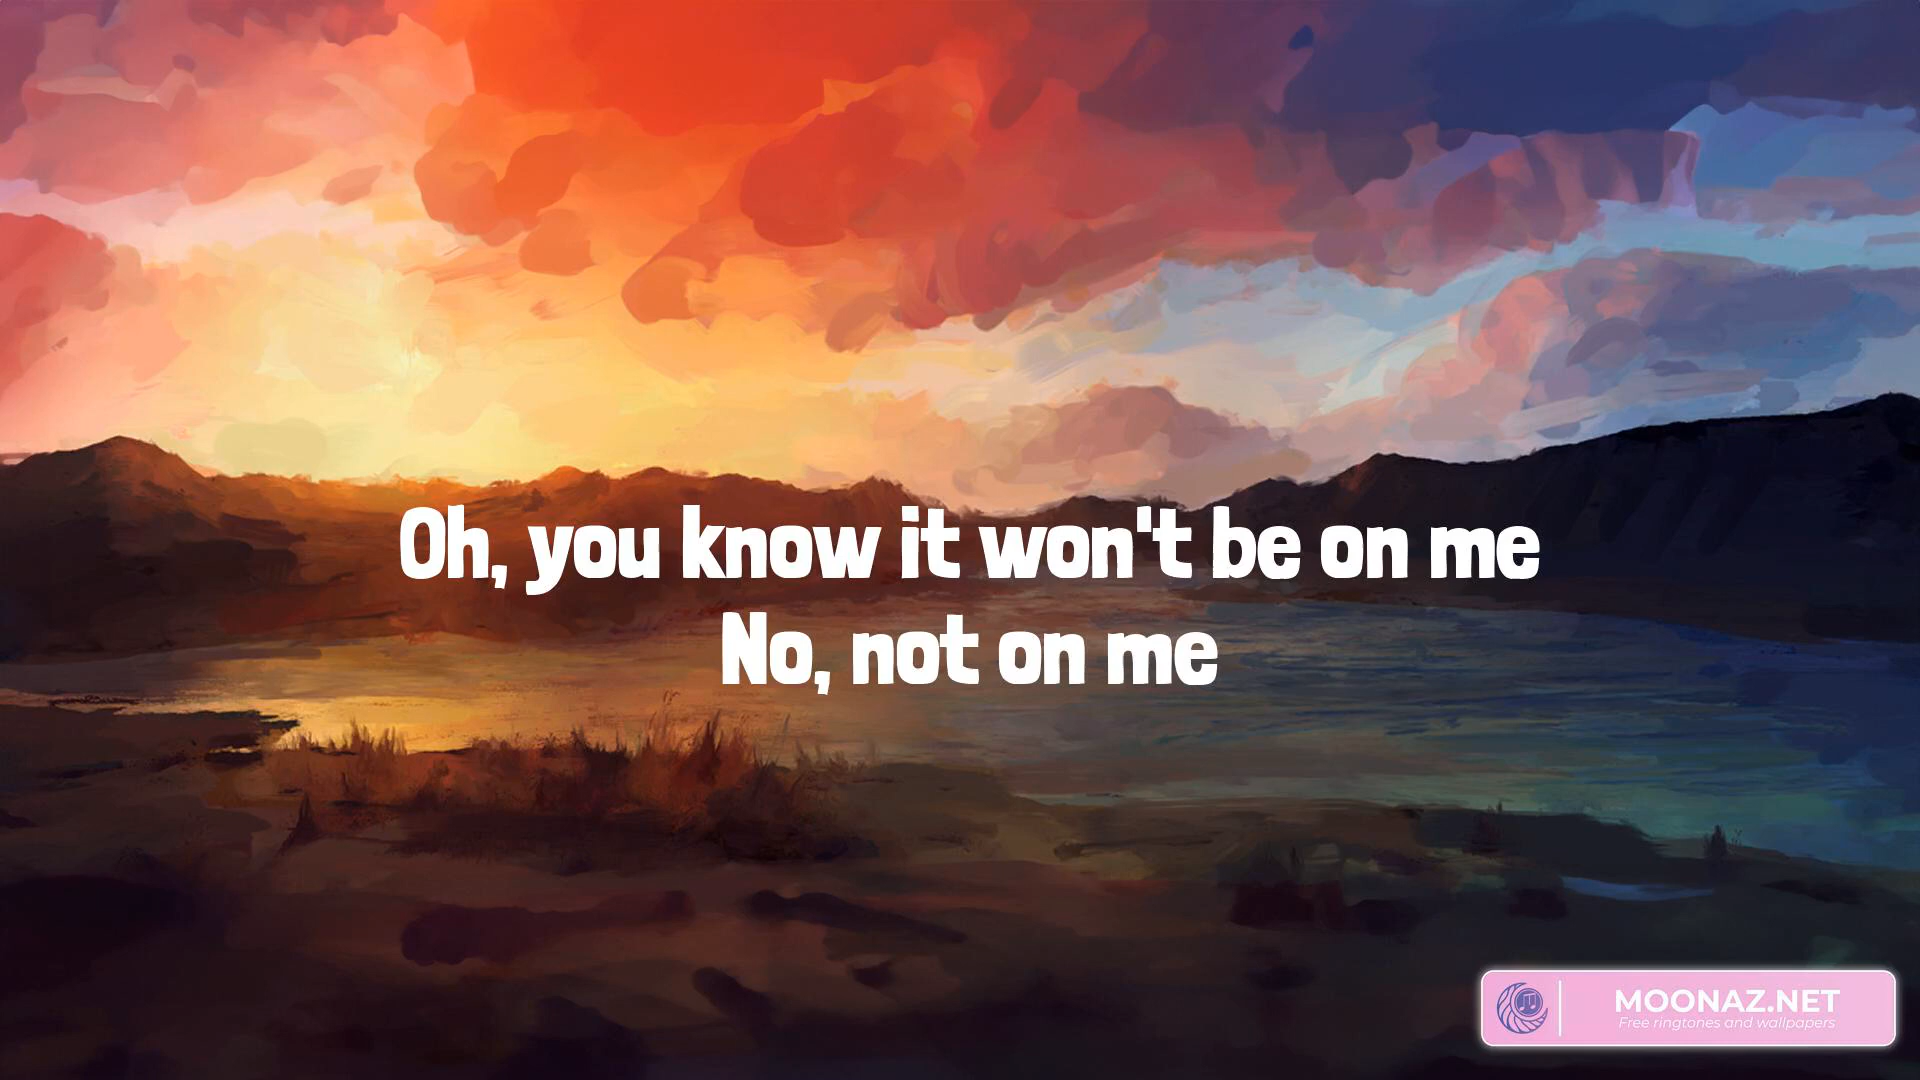 Oh, you know it won't be on me
No, not on me
MOONAZ.NET
Free ringtones and wallpapers